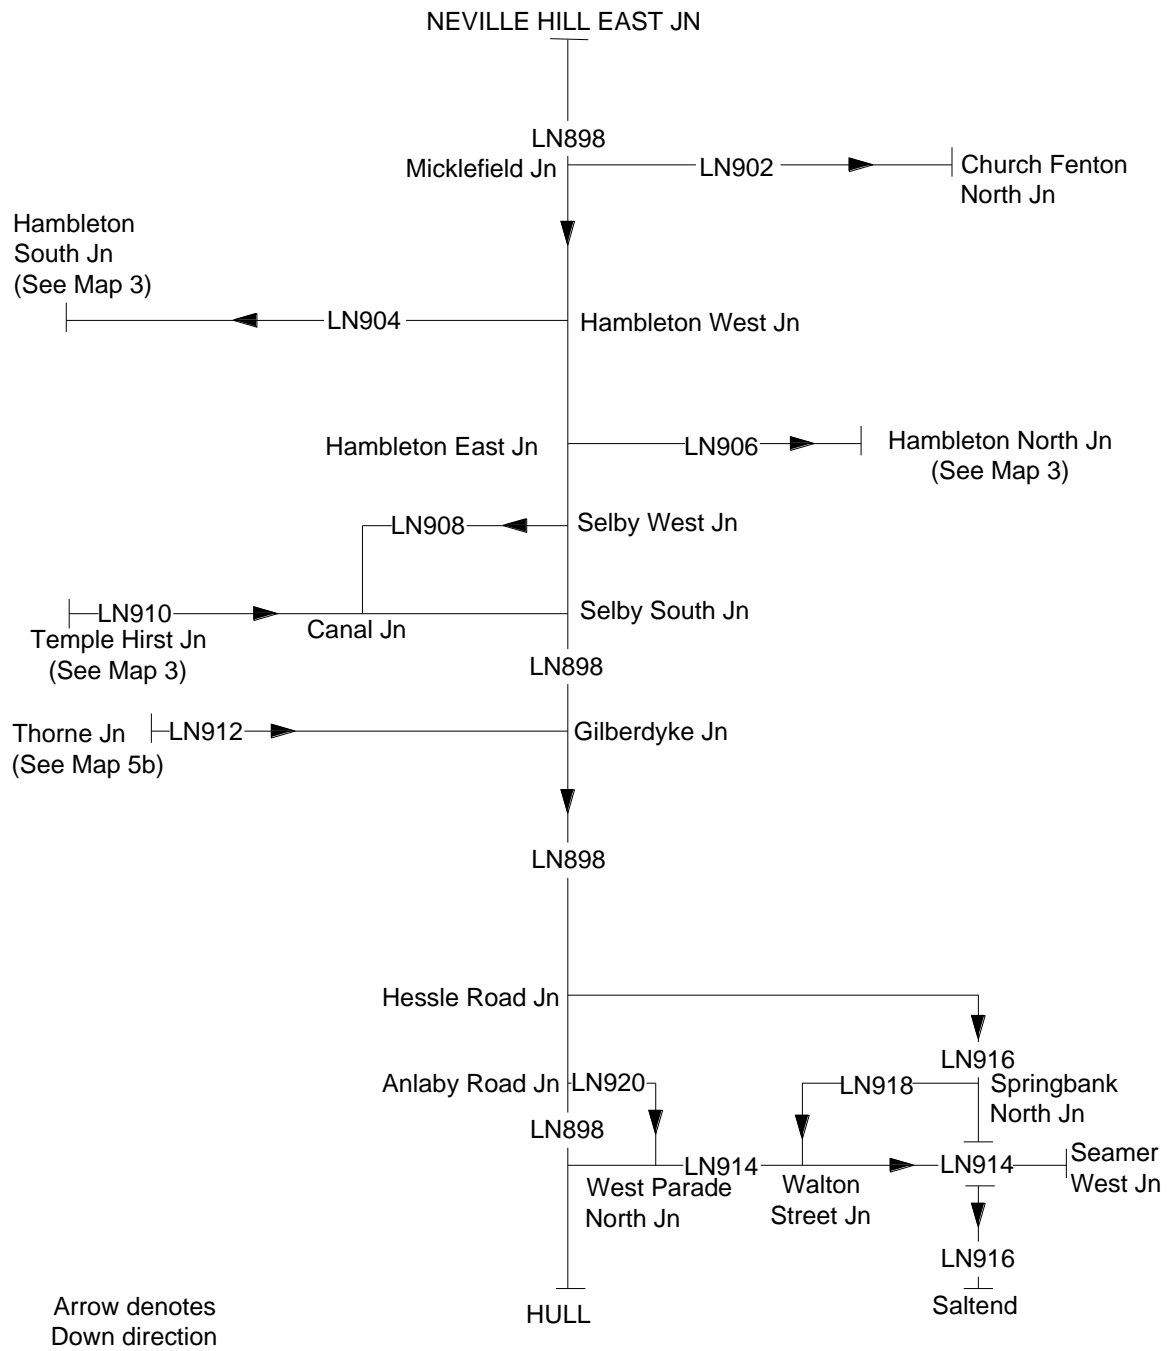 NEVILLE HILL EAST JN
LN898
Micklefield Jn
LN902
Church Fenton
North Jn
Hambleton
South Jn
(See Map 3)
LN904
Hambleton West Jn
Hambleton East Jn
LN906
Hambleton North Jn
(See Map 3)
LN908
Selby West Jn
LN910
Temple Hirst Jn
(See Map 3)
Canal Jn
Selby South Jn
LN898
Thorne Jn
(See Map 5b)
LN912
Gilberdyke Jn
LN898
Hessle Road Jn
LN916
Anlaby Road Jn
LN920
LN918
Springbank
North Jn
LN898
LN914
West Parade
North Jn
Walton
Street Jn
LN914
Seamer
West Jn
LN916
Saltend
HULL
Arrow denotes
Down direction